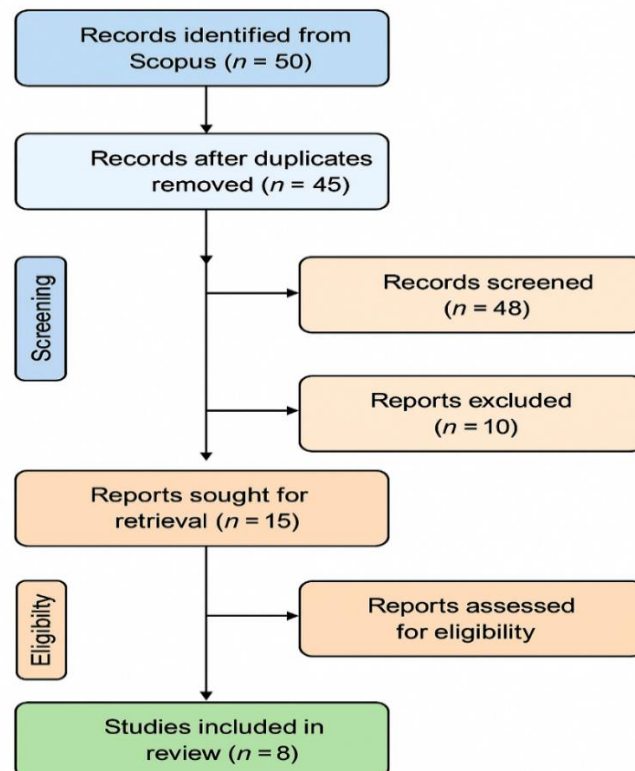 Records identified from
Scopus (n = 50)
Records after duplicates
removed (n = 45)
Screening
Records screened
(n = 48)
Reports excluded
(n = 10)
Reports sought for
retrieval (n = 15)
Eligibilty
Reports assessed
for eligibility
Studies included in
review (n = 8)